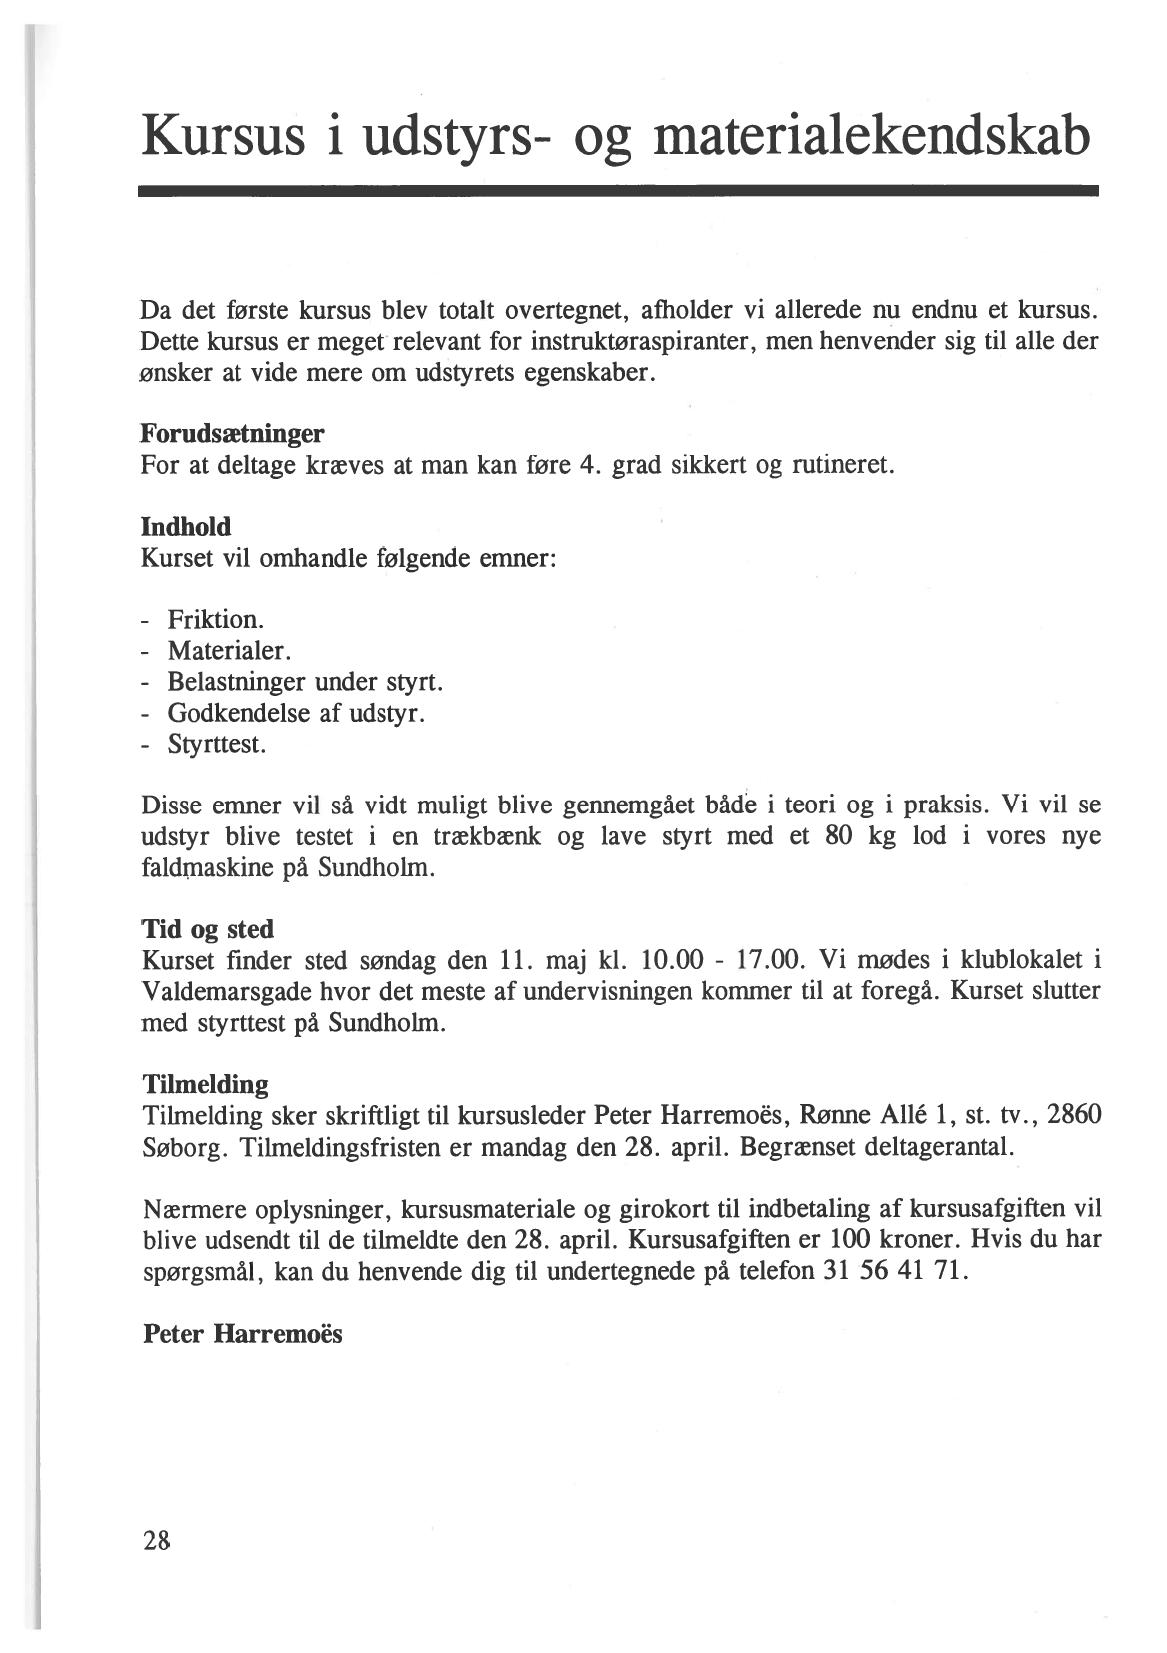 Kursus i udstyrs- og materialekendskab
Da det første kursus blev totalt overtegnet, afholder vi allerede nu endnu et kursus.
Dette kursus er meget relevant for instruktøraspiranter, men henvender sig til alle der
ønsker at vide mere om udstyrets egenskaber.
Forudsætninger
For at deltage kræves at man kan føre 4. grad sikkert og rutineret.
Indhold
Kurset vil omhandle følgende emner:
- Friktion.
- Materialer.
- Belastninger under styrt.
- Godkendelse af udstyr.
- Styrttest.
Disse emner vil så vidt muligt blive gennemgået både i teori og i praksis. Vi vil se
udstyr blive testet i en trækbænk og lave styrt med et 80 kg lod i vores nye
faldmaskine på Sundholm.
Tid og sted
Kurset finder sted søndag den 11. maj kl. 10.00 - 17.00. Vi mødes i klublokalet i
Valdemarsgade hvor det meste af undervisningen kommer til at foregå. Kurset slutter
med styrttest på Sundholm.
Tilmelding
Tilmelding sker skriftligt til kursusleder Peter Harremoës, Rønne Allé 1, st. tv., 2860
Søborg. Tilmeldingsfristen er mandag den 28. april. Begrænset deltagerantal.
Nærmere oplysninger, kursusmateriale og girokort til indbetaling af kursusafgiften vil
blive udsendt til de tilmeldte den 28. april. Kursusafgiften er 100 kroner. Hvis du har
spørgsmål, kan du henvende dig til undertegnede på telefon 31 56 41 71.
Peter Harremoës
28